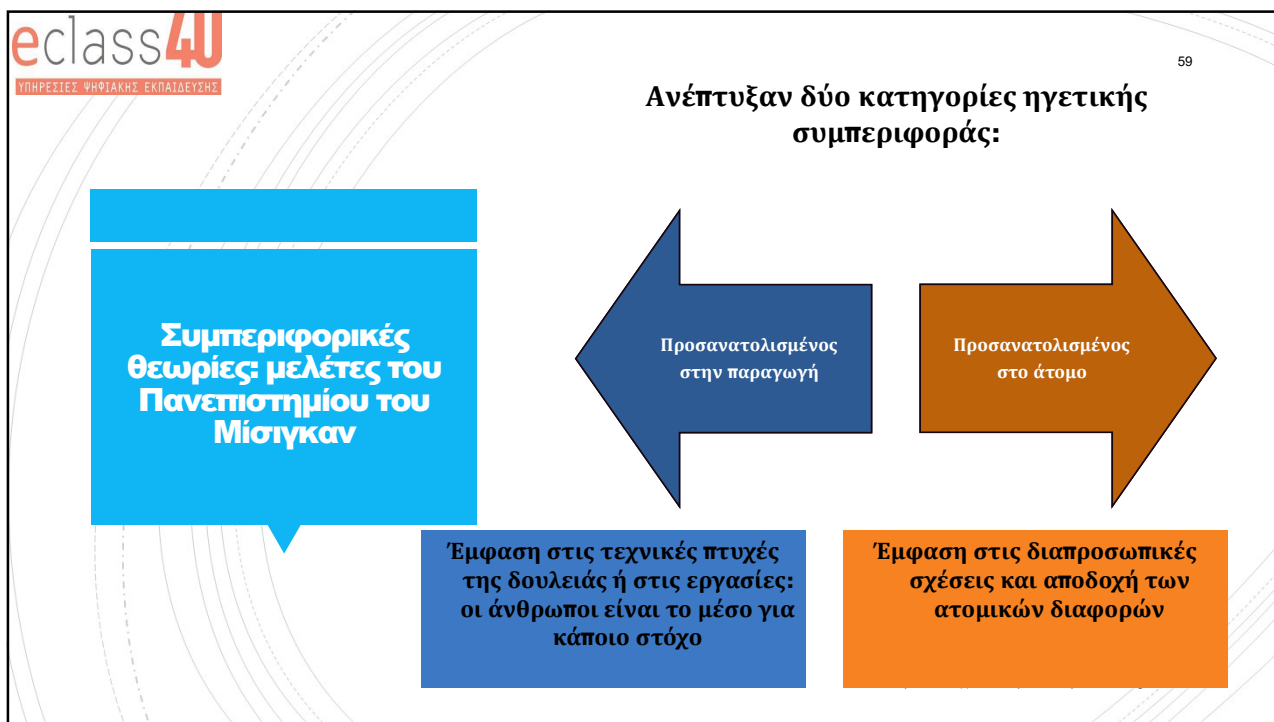 eclass4U
ΥΠΗΡΕΣΙΕΣ ΨΗΦΙΑΚΗΣ ΕΚΠΑΙΔΕΥΣΗΣ
59
Ανέπτυξαν δύο κατηγορίες ηγετικής
συμπεριφοράς:
Συμπεριφορικές
θεωρίες: μελέτες του
Πανεπιστημίου του
Μίσιγκαν
Προσανατολισμένος
στην παραγωγή
Προσανατολισμένος
στο άτομο
Έμφαση στις τεχνικές πτυχές
της δουλειάς ή στις εργασίες:
οι άνθρωποι είναι το μέσο για
κάποιο στόχο
Έμφαση στις διαπροσωπικές
σχέσεις και αποδοχή των
ατομικών διαφορών